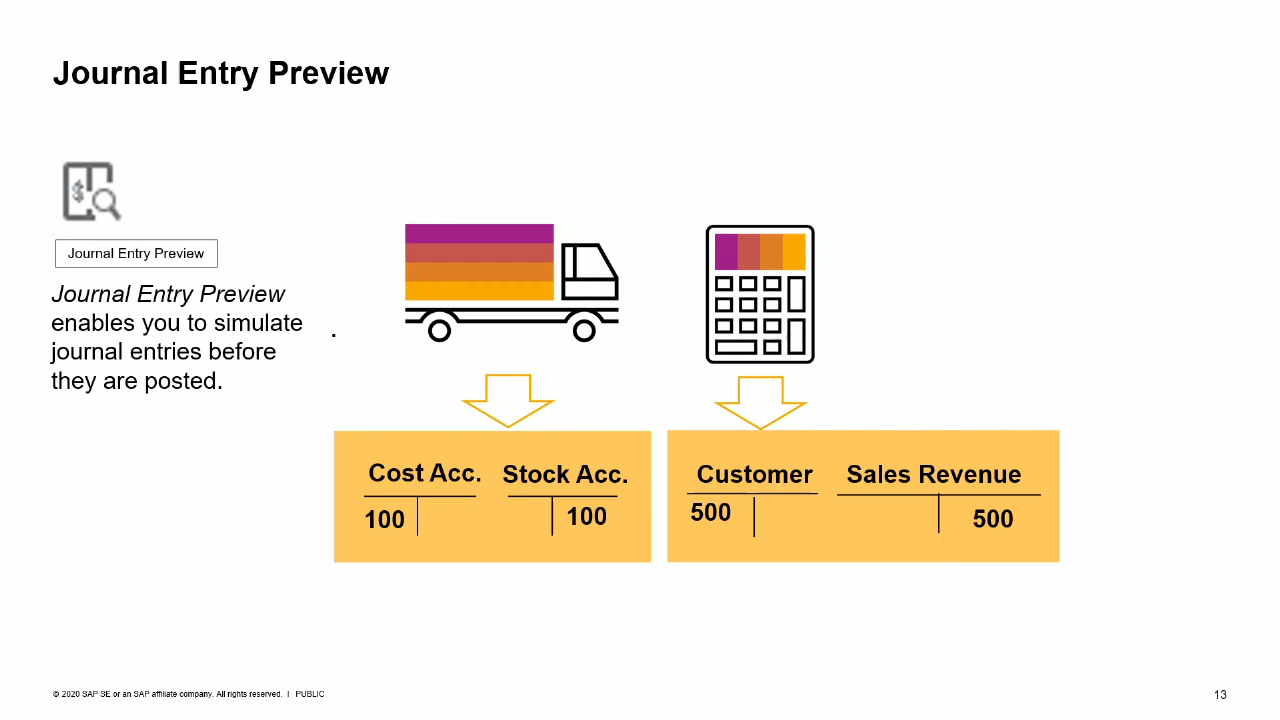 Journal Entry Preview
$
Journal Entry Preview
Journal Entry Preview
enables you to simulate
journal entries before
they are posted.
.
Cost Acc. Stock Acc.
100 100
Customer Sales Revenue
500 500
© 2020 SAP SE or an SAP affiliate company. All rights reserved. I PUBLIC
13